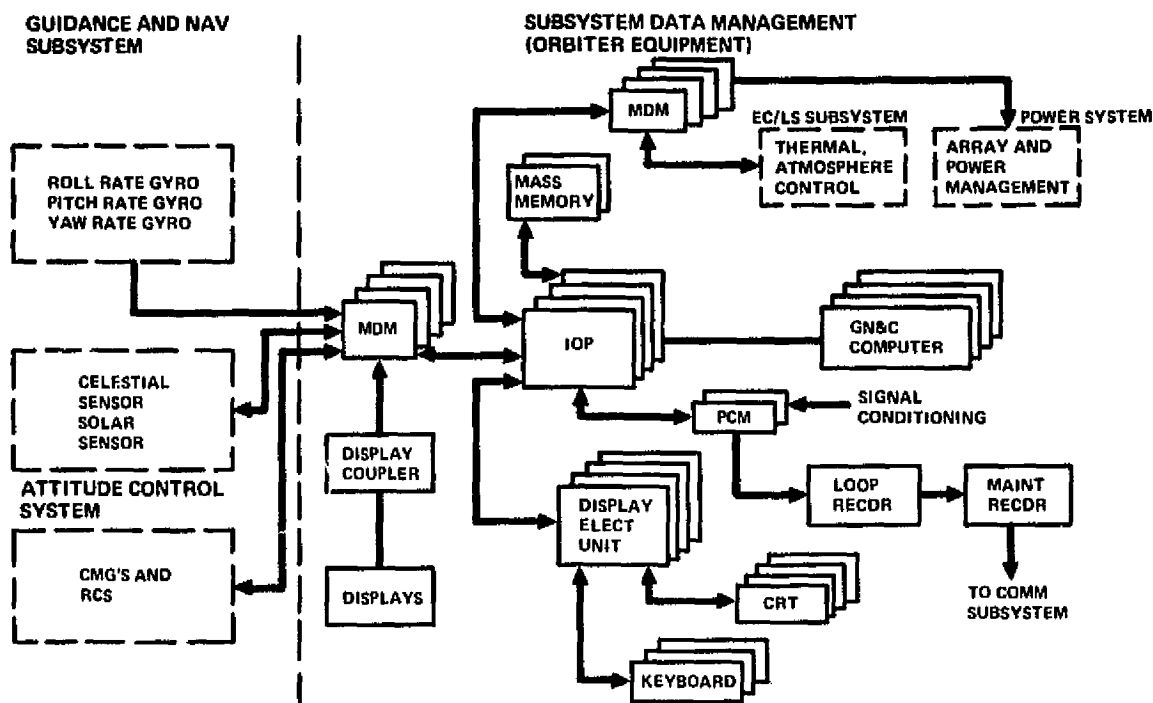 GUIDANCE AND NAV
SUBSYSTEM
SUBSYSTEM DATA MANAGEMENT
(ORBITER EQUIPMENT)
MDM
EC/LS SUBSYSTEM
POWER SYSTEM
THERMAL,
ATMOSPHERE
CONTROL
ARRAY AND
POWER
MANAGEMENT
ROLL RATE GYRO
PITCH RATE GYRO
YAW RATE GYRO
MASS
MEMORY
MDM
IOP
GN&C
COMPUTER
CELESTIAL
SENSOR
SOLAR
SENSOR
PCM
SIGNAL
CONDITIONING
DISPLAY
COUPLER
ATTITUDE CONTROL
SYSTEM
DISPLAY
ELECT
UNIT
LOOP
RECDR
MAINT
RECDR
CMG'S AND
RCS
DISPLAYS
CRT
TO COMM
SUBSYSTEM
KEYBOARD